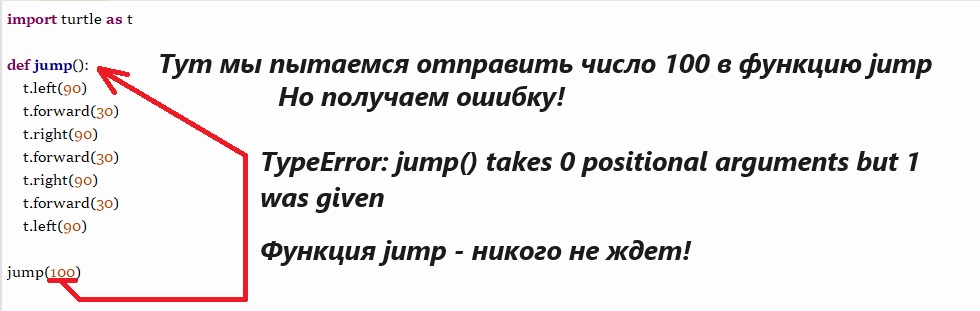 import turtle as t
def jump():
t.left(90)
t.forward(30)
t.right(90)
t.forward(30)
t.right(90)
t.forward(30)
t.left(90)
jump(100)
Тут мы пытаемся отправить число 100 в функцию jump
Но получаем ошибку!
TypeError: jump() takes 0 positional arguments but 1
was given
Функция jump - никого не ждет!